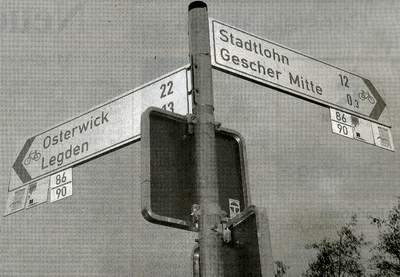 Osterwick 22
Legden 13
86
90
Stadtlohn 12
Gescher Mitte 0,3
86
90